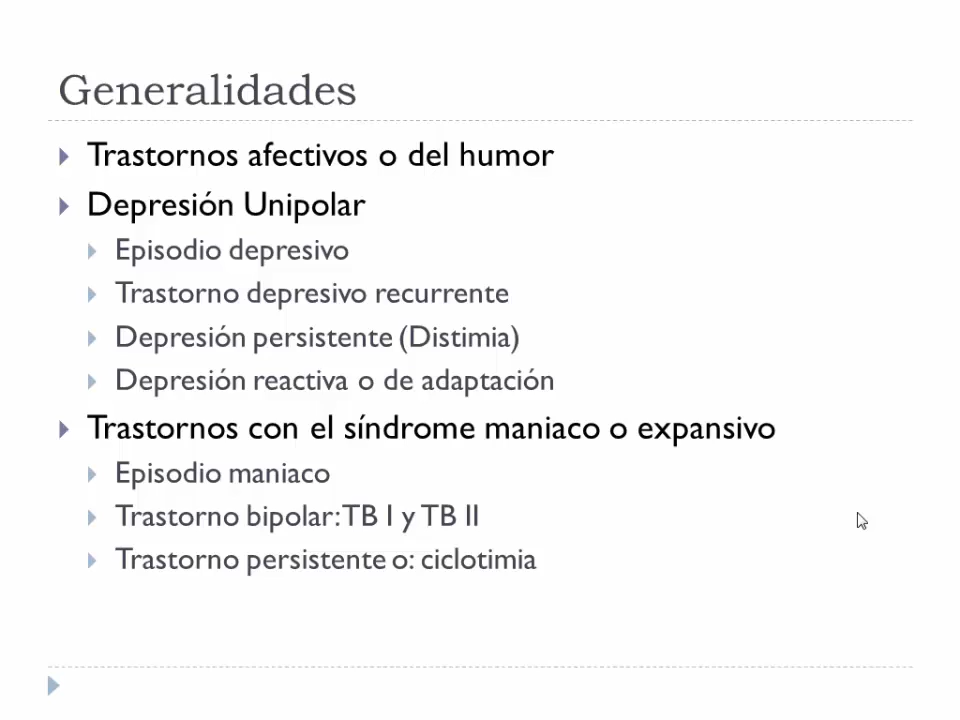 Generalidades
Trastornos afectivos o del humor
Depresión Unipolar
Episodio depresivo
Trastorno depresivo recurrente
Depresión persistente (Distimia)
Depresión reactiva o de adaptación
Trastornos con el síndrome maniaco o expansivo
Episodio maniaco
Trastorno bipolar: TB I y TB II
Trastorno persistente o: ciclotimia